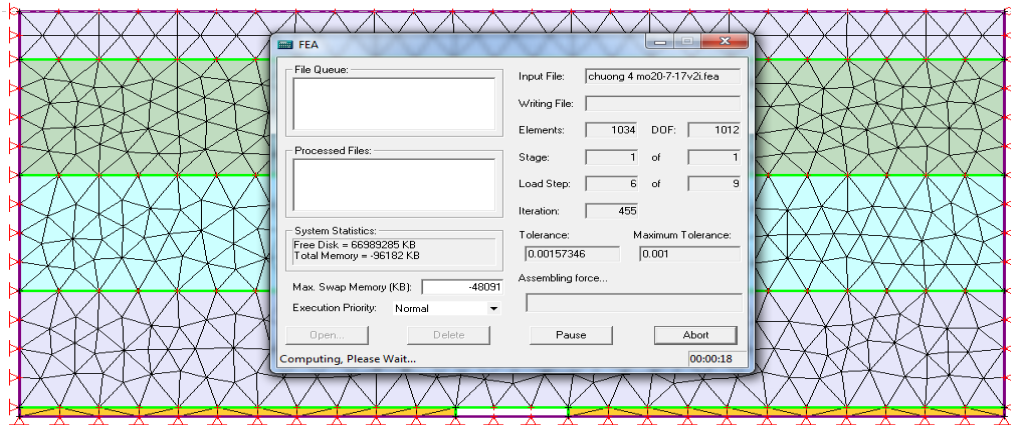 FEA
File Queue:
Processed Files:
System Statistics:
Free Disk = 66989285 KB
Total Memory = -96182 KB
Max. Swap Memory (KB): -48091
Execution Priority: Normal
Open... Delete
Input File: chuong 4 mo20-7-17v2i.fea
Writing File:
Elements: 1034 DOF: 1012
Stage: 1 of 1
Load Step: 6 of 9
Iteration: 455
Tolerance: Maximum Tolerance:
0.00157346 0.001
Assembling force...
Pause Abort
Computing, Please Wait... 00:00:18